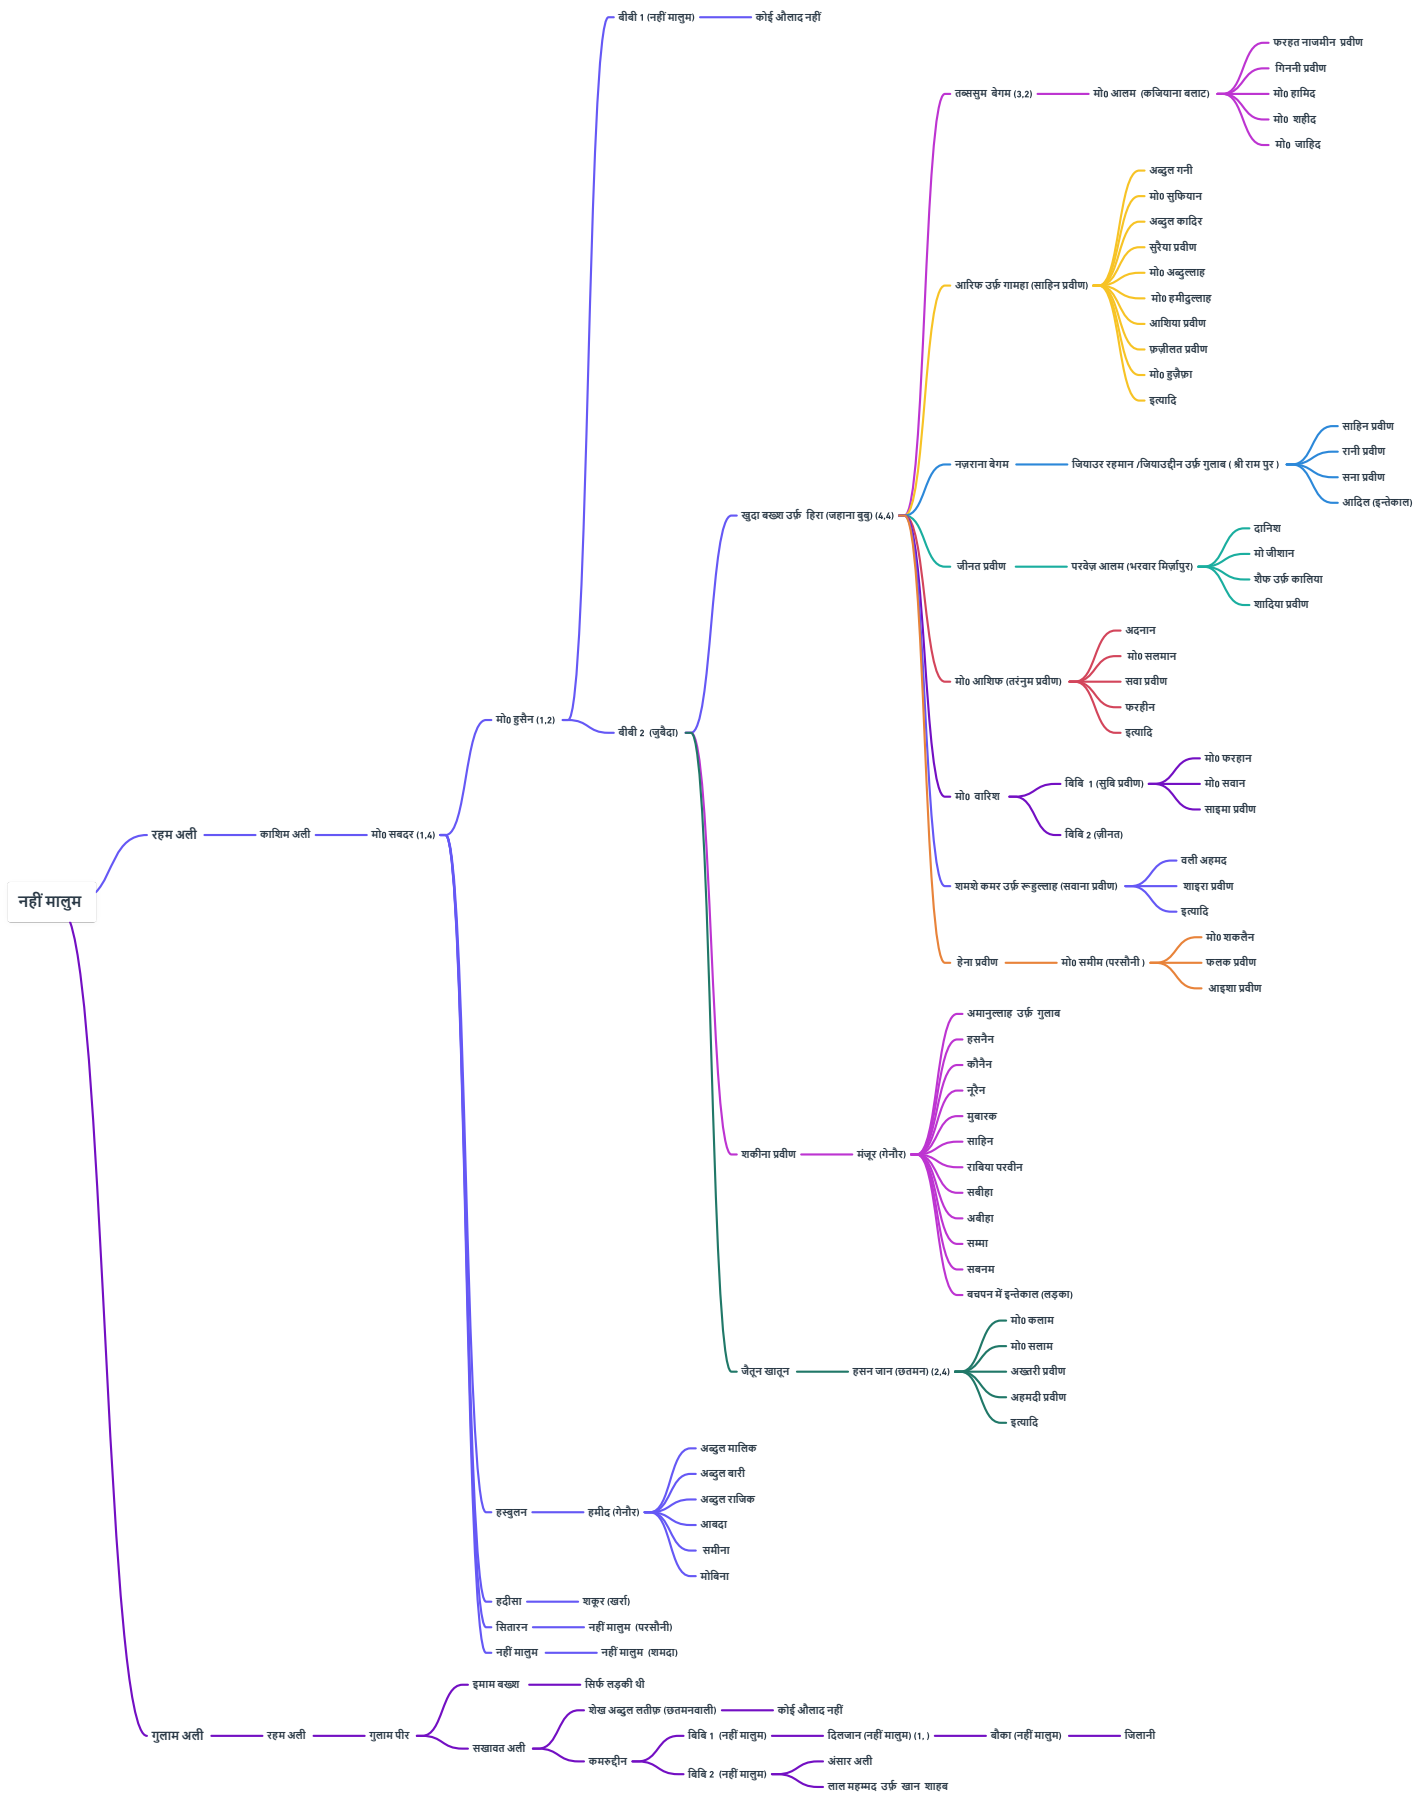 बीबी 1 (नहीं मालुम)
कोई औलाद नहीं
फरहत नाजमीन प्रवीण
गिननी प्रवीण
तब्ससुम बेगम (3,2)
मो0 आलम (कजियाना बलाट)
मो0 हामिद
मो0 शहीद
मो0 जाहिद
अब्दुल गनी
मो0 सुफियान
अब्दुल कादिर
सुरैया प्रवीण
मो0 अब्दुल्लाह
आरिफ उर्फ़ गामहा (साहिन प्रवीण)
मो0 हमीदुल्लाह
आशिया प्रवीण
फ़ज़ीलत प्रवीण
मो0 हुज़ैफ़ा
इत्यादि
साहिन प्रवीण
रानी प्रवीण
नज़राना बेगम
जियाउर रहमान /जियाउद्दीन उर्फ़ गुलाब ( श्री राम पुर )
सना प्रवीण
आदिल (इन्तेकाल)
खुदा बख्श उर्फ़ हिरा (जहाना बुबु) (4,4)
दानिश
मो जीशान
जीनत प्रवीण
परवेज़ आलम (भरवार मिर्ज़ापुर)
शैफ उर्फ़ कालिया
शादिया प्रवीण
अदनान
मो0 सलमान
मो0 आशिफ (तरंनुम प्रवीण)
सवा प्रवीण
फरहीन
इत्यादि
मो0 हुसैन (1,2)
बीबी 2 (जुबैदा)
मो0 फरहान
बिबि 1 (सुबि प्रवीण)
मो0 सवान
मो0 वारिश
साइमा प्रवीण
बिबि 2 (ज़ीनत)
रहम अली
काशिम अली
मो0 सबदर (1,4)
वली अहमद
शमशे कमर उर्फ़ रूहुल्लाह (सवाना प्रवीण)
शाइरा प्रवीण
इत्यादि
नहीं मालुम
मो0 शकलैन
हेना प्रवीण
मो0 समीम (परसौनी )
फलक प्रवीण
आइशा प्रवीण
अमानुल्लाह उर्फ़ गुलाब
हसनैन
कौनैन
नूरैन
मुबारक
साहिन
शकीना प्रवीण
मंजूर (गेनौर)
राबिया परवीन
सबीहा
अबीहा
सम्मा
सबनम
बचपन में इन्तेकाल (लड़का)
मो0 कलाम
मो0 सलाम
जैतून खातून
हसन जान (छतमन) (2,4)
अख्तरी प्रवीण
अहमदी प्रवीण
इत्यादि
अब्दुल मालिक
अब्दुल बारी
अब्दुल राजिक
हस्बुलन
हमीद (गेनौर)
आबदा
समीना
मोबिना
हदीसा
शकूर (खर्रा)
सितारन
नहीं मालुम (परसौनी)
नहीं मालुम
नहीं मालुम (शमदा)
इमाम बख्श
सिर्फ लड़की थी
शेख अब्दुल लतीफ़ (छतमनवाली)
कोई औलाद नहीं
गुलाम अली
रहम अली
गुलाम पीर
सखावत अली
बिबि 1 (नहीं मालुम)
दिलजान (नहीं मालुम) (1, )
बौका (नहीं मालुम)
जिलानी
कमरुद्दीन
अंसार अली
बिबि 2 (नहीं मालुम)
लाल महम्मद उर्फ़ खान शाहब